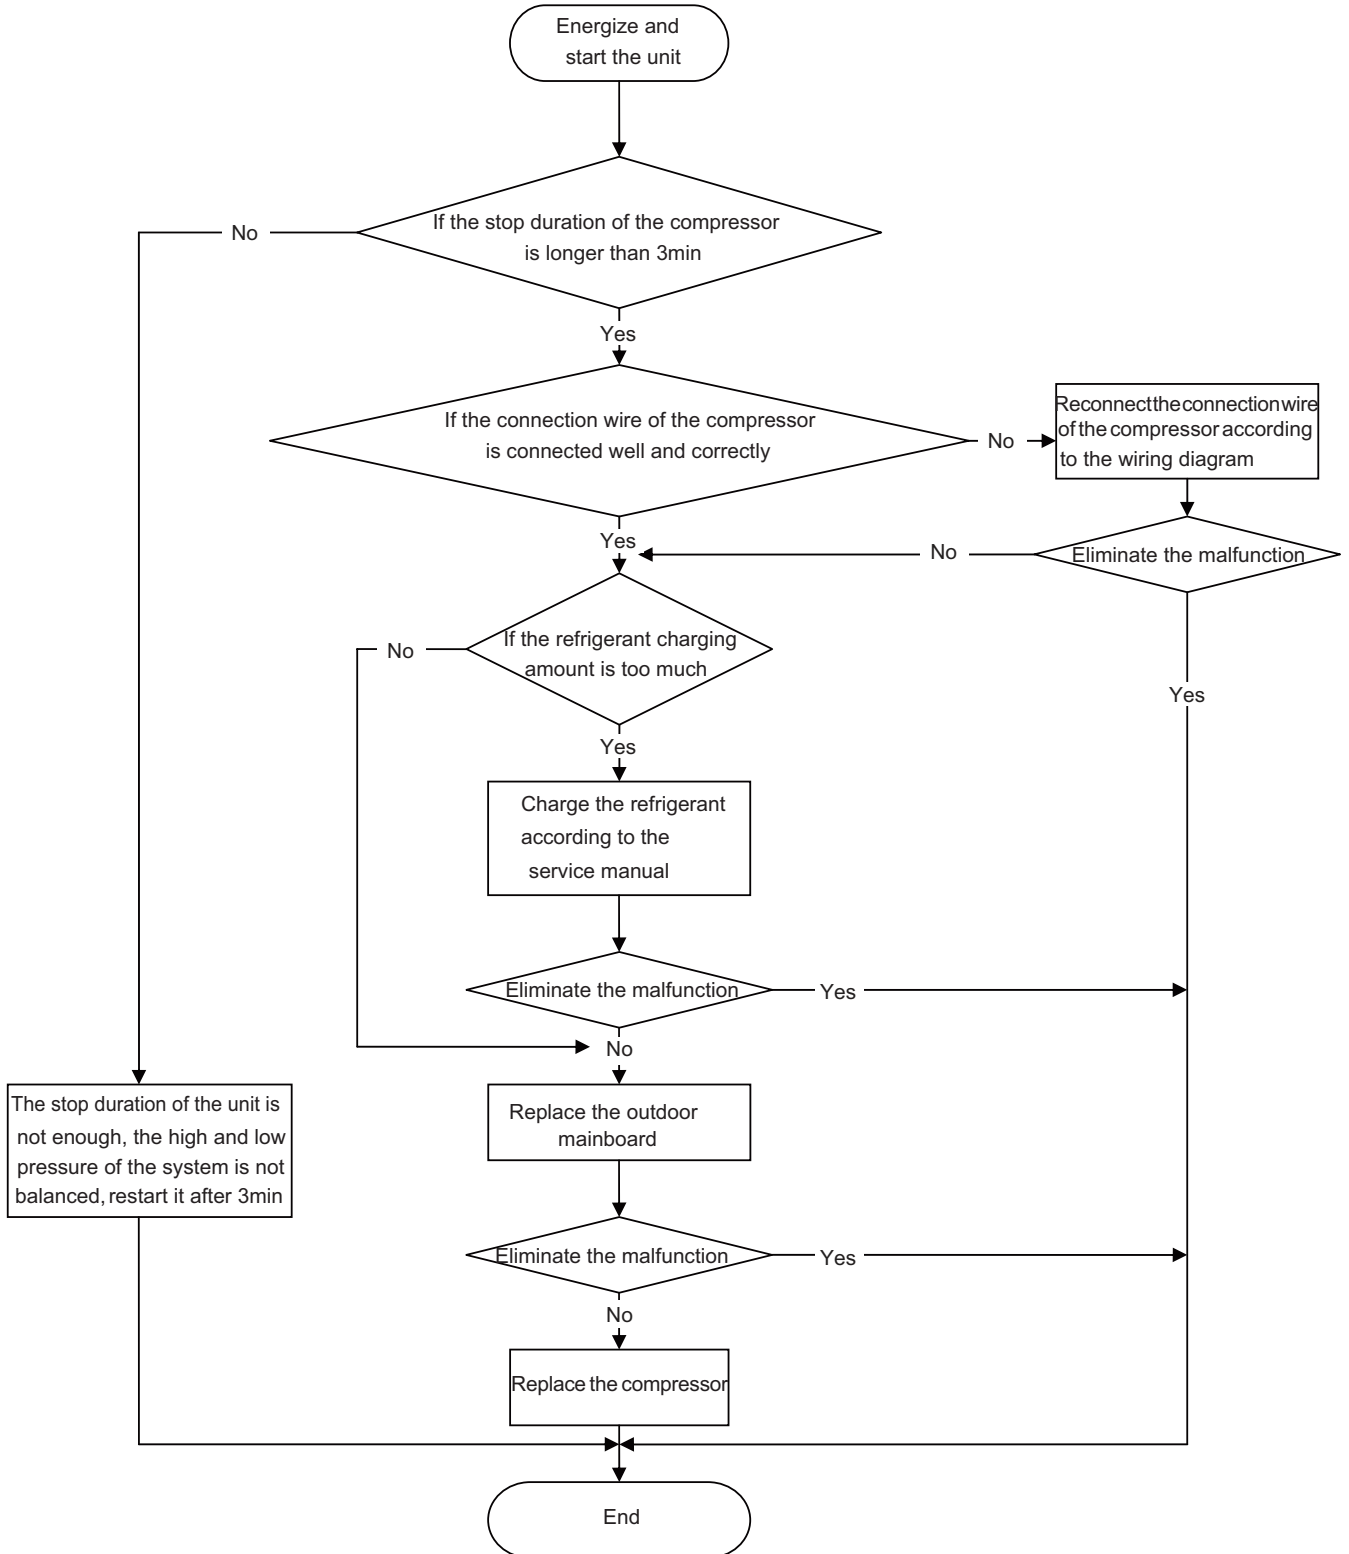 Energize and
start the unit
If the stop duration of the compressor
is longer than 3min
No
Yes
If the connection wire of the compressor
is connected well and correctly
No
Reconnect the connection wire
of the compressor according
to the wiring diagram
Yes
No
Eliminate the malfunction
If the refrigerant charging
amount is too much
No
Yes
Yes
Charge the refrigerant
according to the
service manual
Eliminate the malfunction
Yes
No
The stop duration of the unit is
not enough, the high and low
pressure of the system is not
balanced, restart it after 3min
Replace the outdoor
mainboard
Eliminate the malfunction
Yes
No
Replace the compressor
End